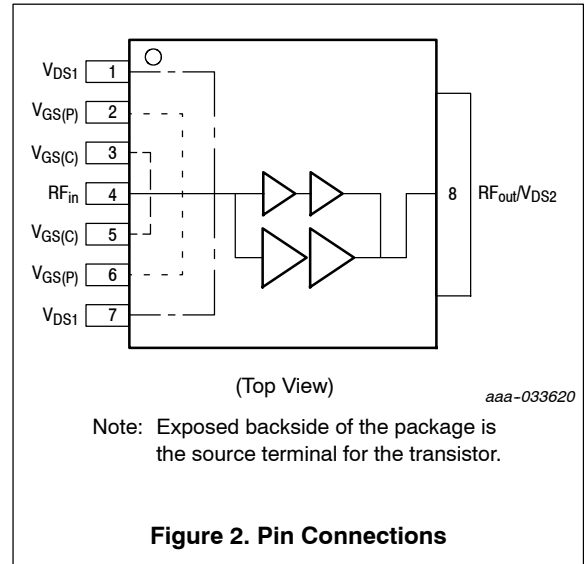 V_DS1 1
V_GS(P) 2
V_GS(C) 3
RF_in 4
V_GS(C) 5
V_GS(P) 6
V_DS1 7
8 RF_out/V_DS2
(Top View)
aaa-033620
Note: Exposed backside of the package is
the source terminal for the transistor.
Figure 2. Pin Connections